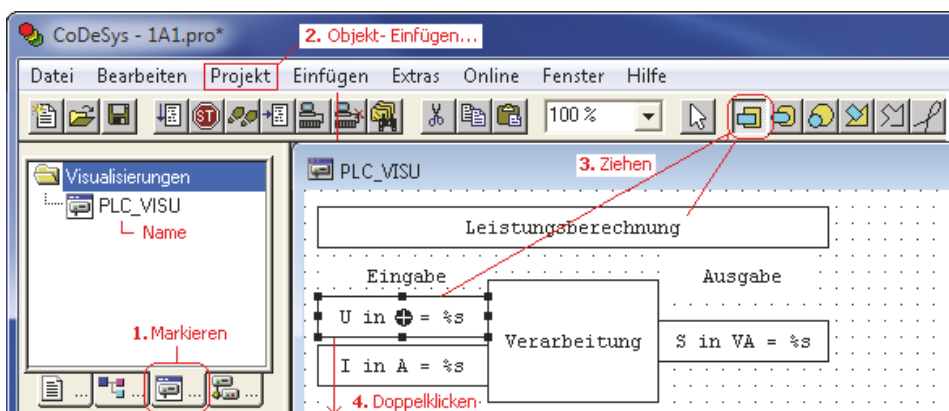 CoDeSys - 1A1.pro*
2. Objekt- Einfügen...
Datei Bearbeiten Projekt Einfügen Extras Online Fenster Hilfe
ST
100 %
3. Ziehen
Visualisierungen
PLC_VISU
Name
PLC_VISU
Leistungsberechnung
Eingabe
Ausgabe
U in = %s
Verarbeitung
S in VA = %s
I in A = %s
1. Markieren
... ... ... ...
4. Doppelklicken